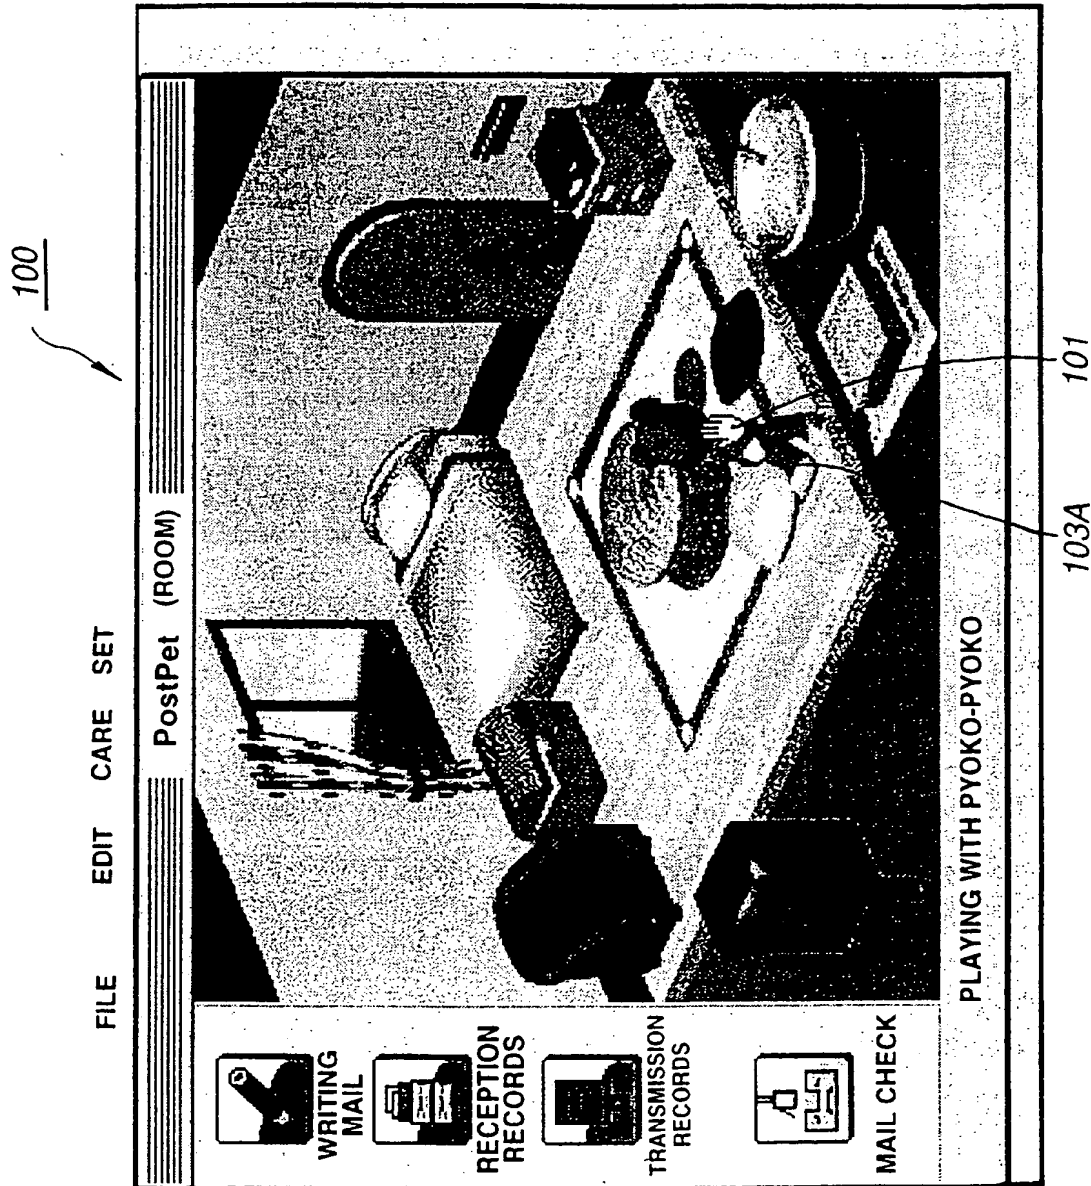 100
FILE EDIT CARE SET
PostPet (ROOM)
WRITING
MAIL
RECEPTION
RECORDS
TRANSMISSION
RECORDS
MAIL CHECK
PLAYING WITH PYOKO-PYOKO
103A
101